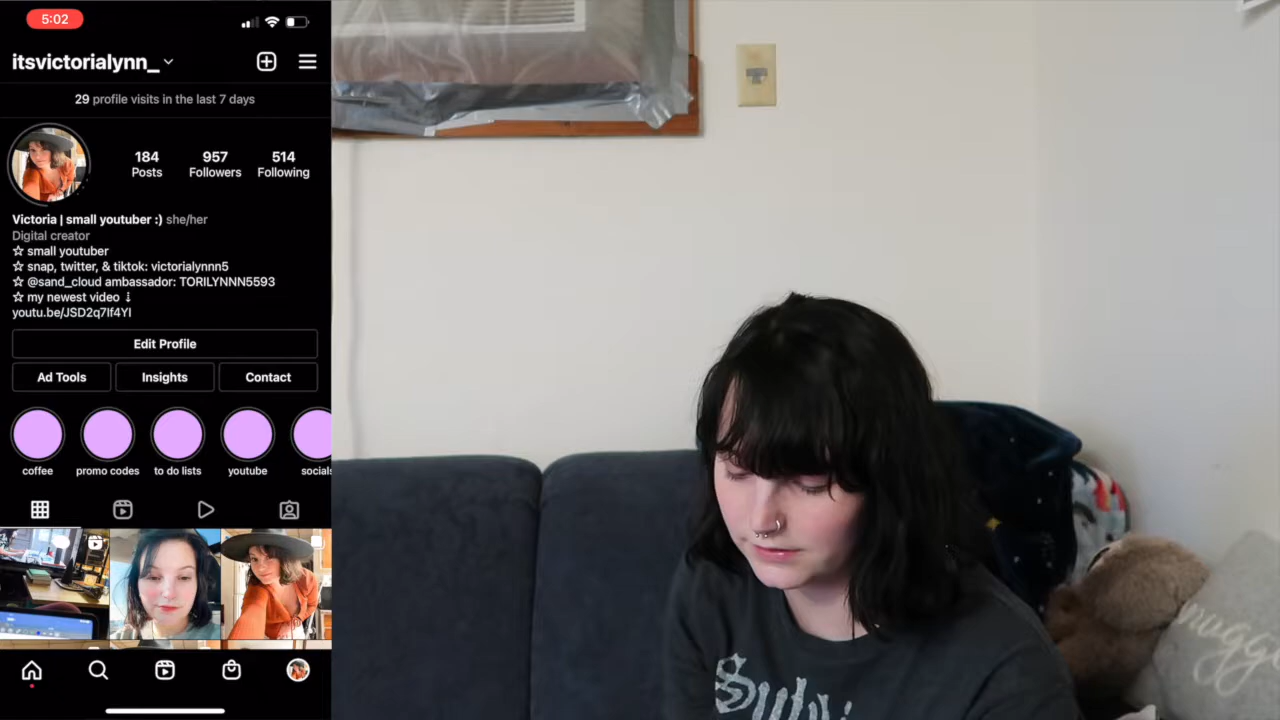 5:02
itsvictorialynn_
29 profile visits in the last 7 days
184 957 514
Posts Followers Following
Victoria | small youtuber :) she/her
Digital creator
☆ small youtuber
☆ snap, twitter, & tiktok: victorialynnn5
☆ @sand_cloud ambassador: TORILYNNN5593
☆ my newest video ⇣
youtu.be/JSD2q7lf4YI
Edit Profile
Ad Tools Insights Contact
coffee promo codes to do lists youtube socials